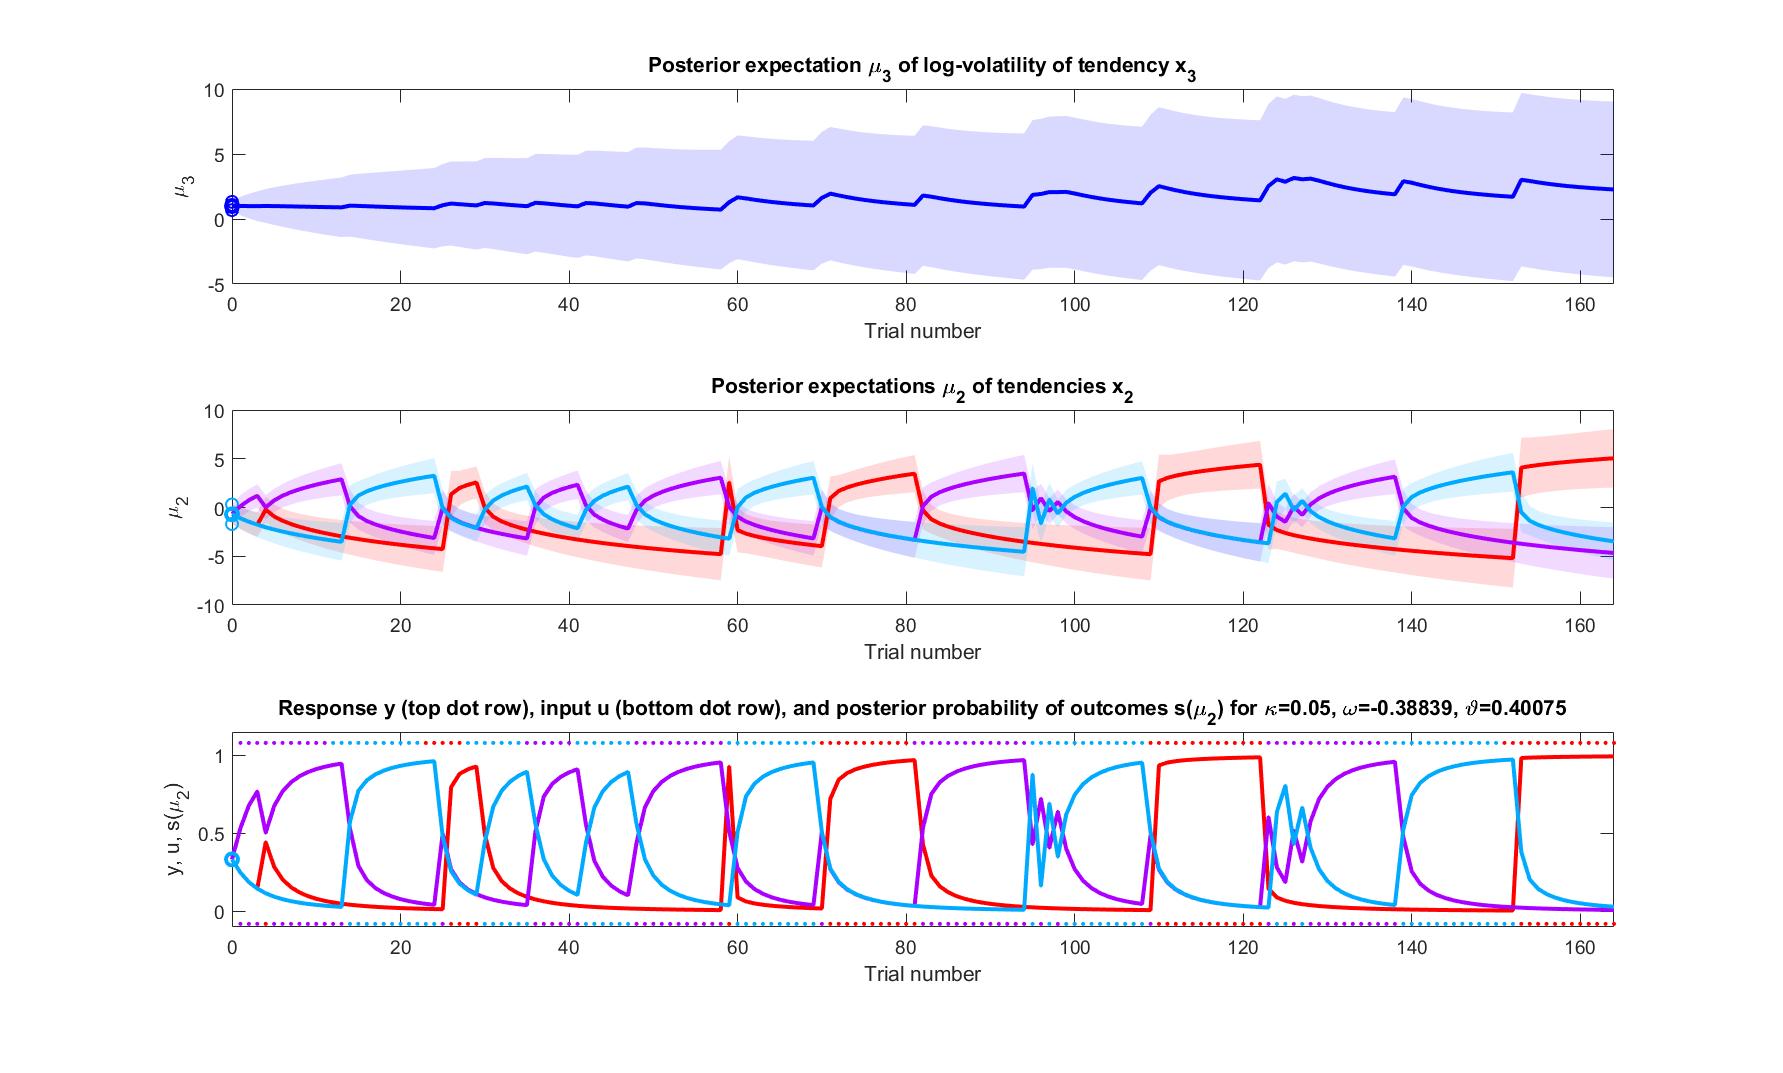 Posterior expectation μ3 of log-volatility of tendency x3
10
5
0
-5
μ3
0 20 40 60 80 100 120 140 160
Trial number
Posterior expectations μ2 of tendencies x2
10
5
0
-5
-10
μ2
0 20 40 60 80 100 120 140 160
Trial number
Response y (top dot row), input u (bottom dot row), and posterior probability of outcomes s(μ2) for κ=0.05, ω=-0.38839, ϑ=0.40075
1
0.5
0
y, u, s(μ2)
0 20 40 60 80 100 120 140 160
Trial number